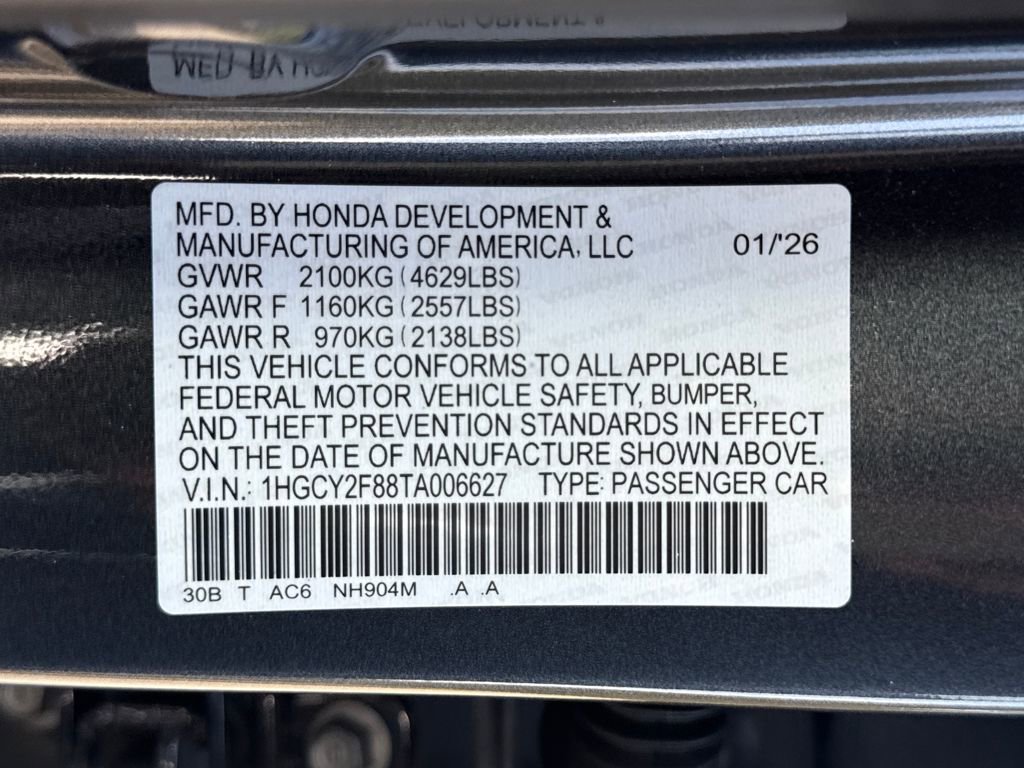 MFD. BY HONDA DEVELOPMENT &
MANUFACTURING OF AMERICA, LLC 01/'26
GVWR 2100KG (4629LBS)
GAWR F 1160KG (2557LBS)
GAWR R 970KG (2138LBS)
THIS VEHICLE CONFORMS TO ALL APPLICABLE
FEDERAL MOTOR VEHICLE SAFETY, BUMPER,
AND THEFT PREVENTION STANDARDS IN EFFECT
ON THE DATE OF MANUFACTURE SHOWN ABOVE.
V.I.N.: 1HGCY2F88TA006627 TYPE: PASSENGER CAR
30B T AC6 NH904M .A .A